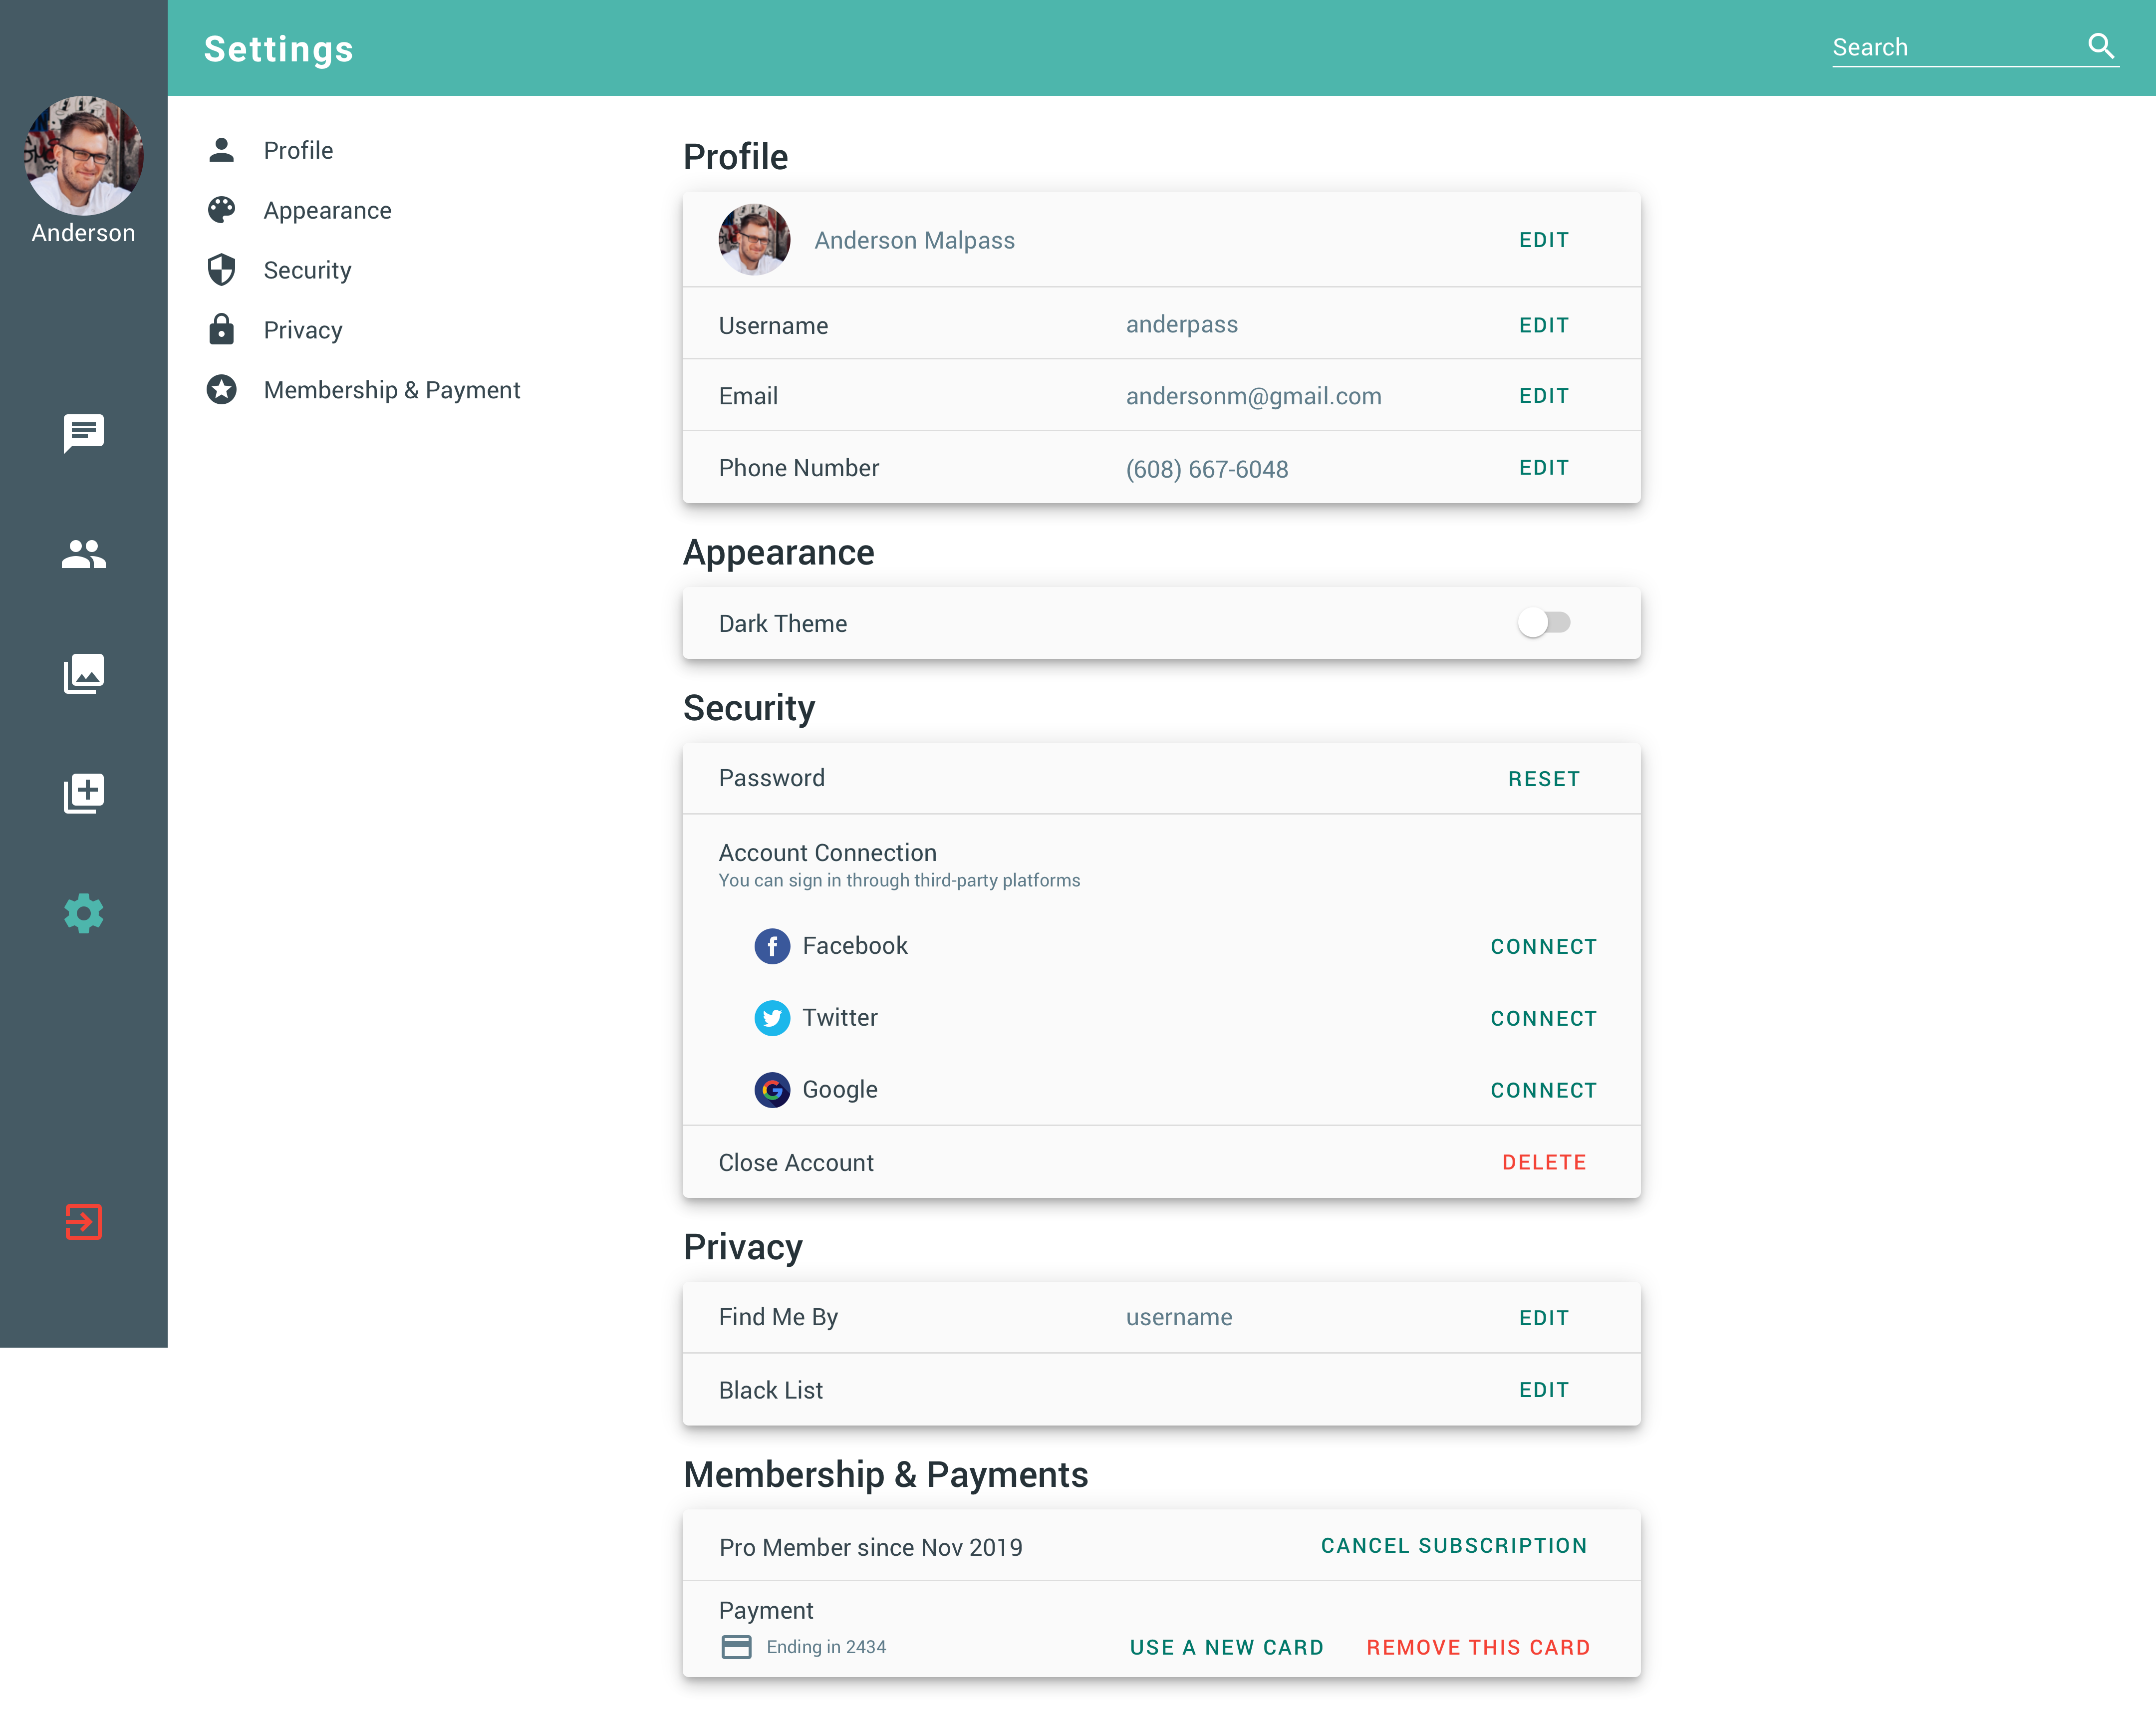 Settings
Search
Anderson
Profile
Appearance
Security
Privacy
Membership & Payment
Profile
Anderson Malpass EDIT
Username anderpass EDIT
Email andersonm@gmail.com EDIT
Phone Number (608) 667-6048 EDIT
Appearance
Dark Theme
Security
Password RESET
Account Connection
You can sign in through third-party platforms
Facebook CONNECT
Twitter CONNECT
Google CONNECT
Close Account DELETE
Privacy
Find Me By username EDIT
Black List EDIT
Membership & Payments
Pro Member since Nov 2019 CANCEL SUBSCRIPTION
Payment
Ending in 2434 USE A NEW CARD REMOVE THIS CARD